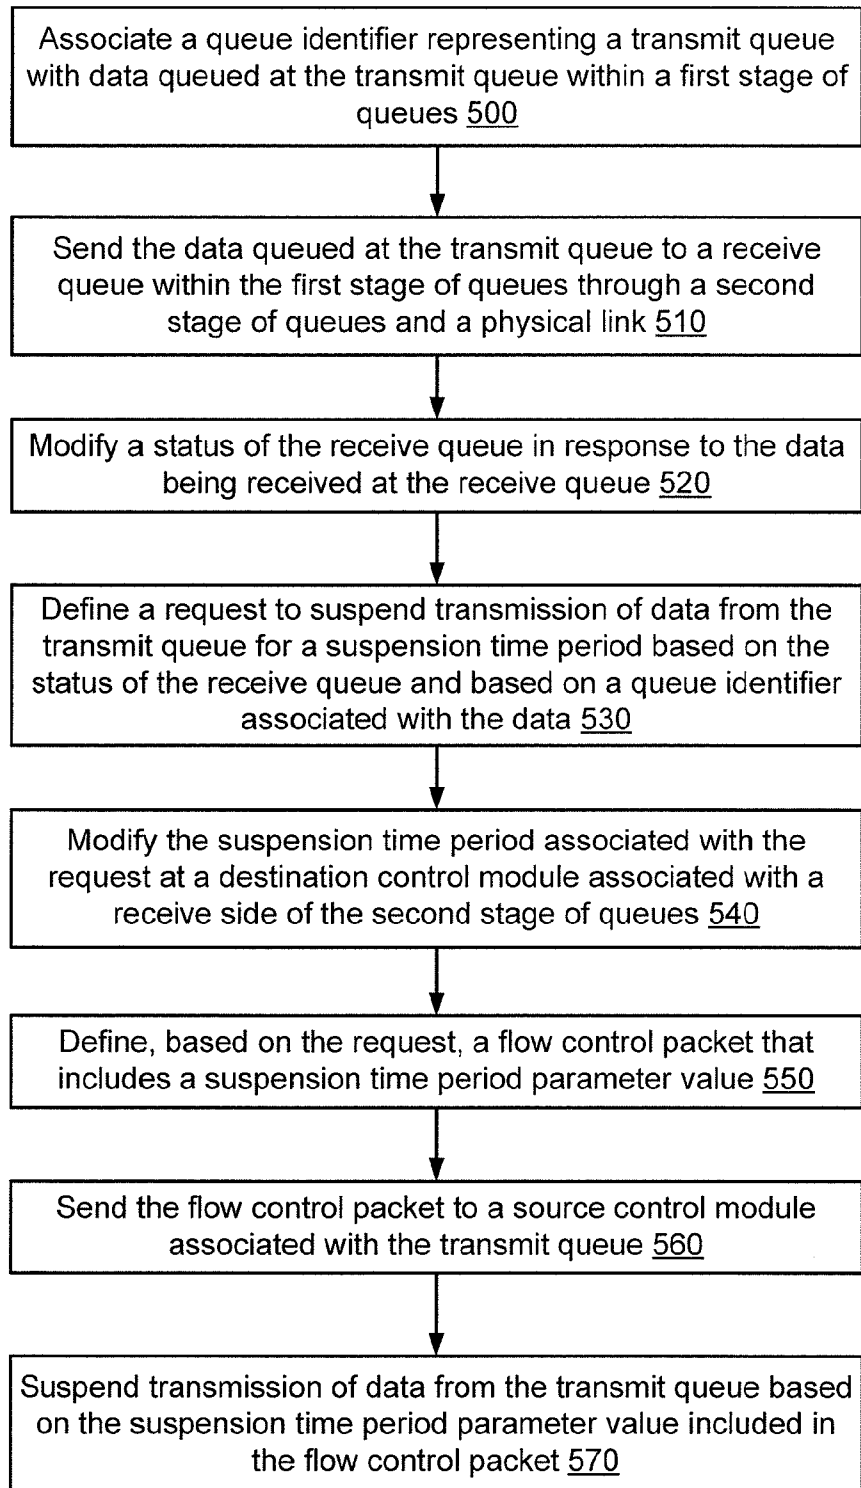 Associate a queue identifier representing a transmit queue
with data queued at the transmit queue within a first stage of
queues 500
Send the data queued at the transmit queue to a receive
queue within the first stage of queues through a second
stage of queues and a physical link 510
Modify a status of the receive queue in response to the data
being received at the receive queue 520
Define a request to suspend transmission of data from the
transmit queue for a suspension time period based on the
status of the receive queue and based on a queue identifier
associated with the data 530
Modify the suspension time period associated with the
request at a destination control module associated with a
receive side of the second stage of queues 540
Define, based on the request, a flow control packet that
includes a suspension time period parameter value 550
Send the flow control packet to a source control module
associated with the transmit queue 560
Suspend transmission of data from the transmit queue based
on the suspension time period parameter value included in
the flow control packet 570